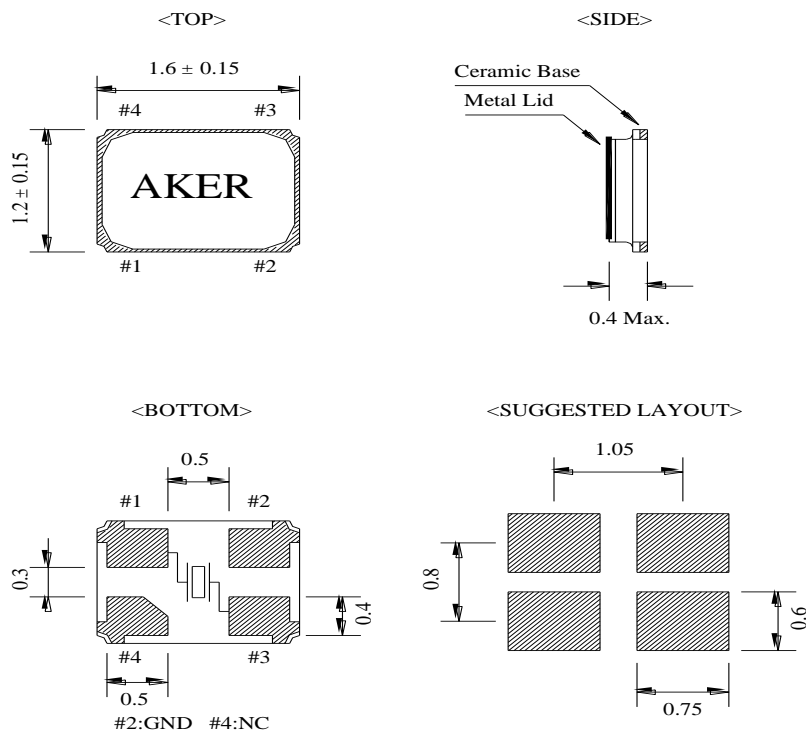 <TOP>
1.6 ± 0.15
#4 #3
1.2 ± 0.15
AKER
#1 #2
<SIDE>
Ceramic Base
Metal Lid
0.4 Max.
<BOTTOM>
0.5
#1 #2
0.3
0.4
#4 #3
0.5
#2:GND #4:NC
<SUGGESTED LAYOUT>
1.05
0.8
0.6
0.75